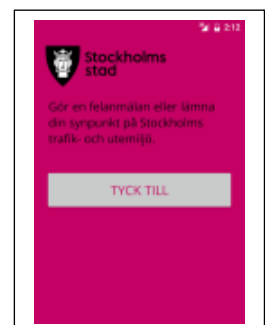 2:12
Stockholms
stad
Gör en felanmälan eller lämna
din synpunkt på Stockholms
trafik- och utemiljö.
TYCK TILL